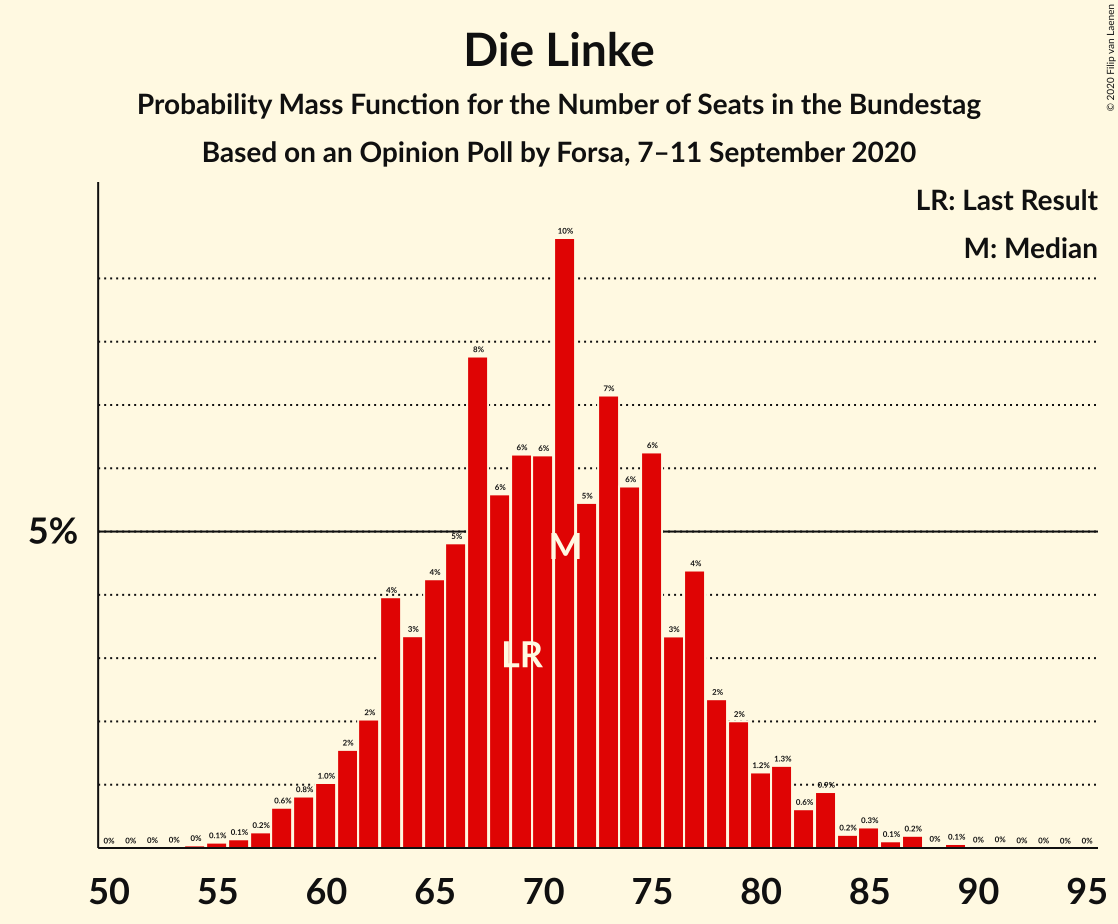 Die Linke
Probability Mass Function for the Number of Seats in the Bundestag
Based on an Opinion Poll by Forsa, 7–11 September 2020
© 2020 Filip van Laenen
LR: Last Result
M: Median
5%
0% 0% 0% 0% 0% 0.1% 0.1% 0.2% 0.6% 0.8% 1.0% 2% 2% 4% 3% 4% 5% 8% 6% 6% 6% 10% 5% 7% 6% 6% 3% 4% 2% 2% 1.2% 1.3% 0.6% 0.9% 0.2% 0.3% 0.1% 0.2% 0% 0.1% 0% 0% 0% 0% 0% 0%
M
LR
50 55 60 65 70 75 80 85 90 95